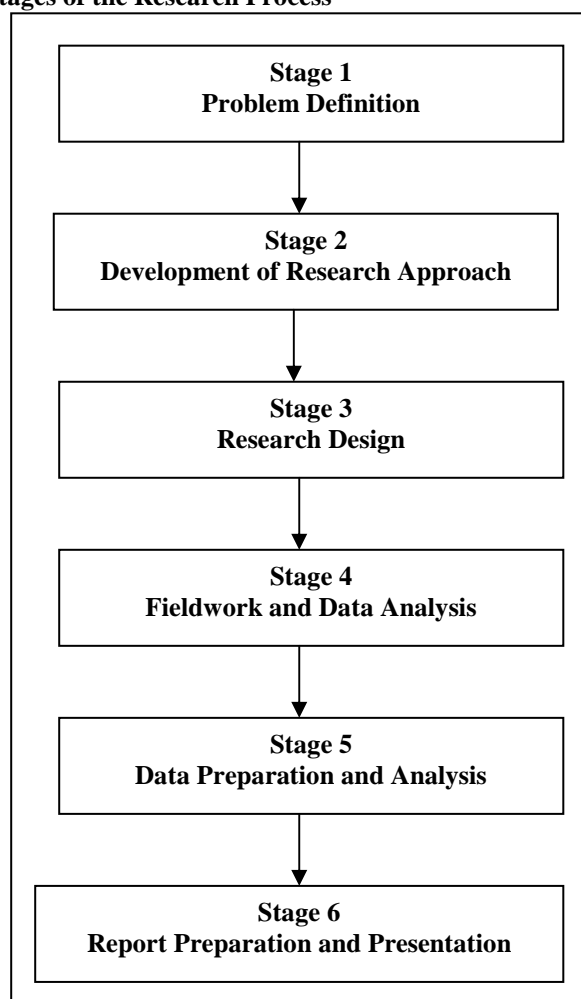 tages of the Research Process
Stage 1
Problem Definition
Stage 2
Development of Research Approach
Stage 3
Research Design
Stage 4
Fieldwork and Data Analysis
Stage 5
Data Preparation and Analysis
Stage 6
Report Preparation and Presentation